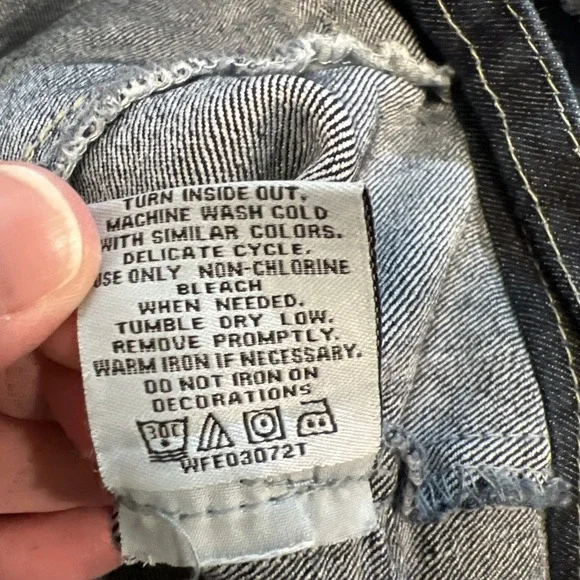 TURN INSIDE OUT,
MACHINE WASH COLD
WITH SIMILAR COLORS.
DELICATE CYCLE.
USE ONLY NON-CHLORINE
BLEACH
WHEN NEEDED.
TUMBLE DRY LOW.
REMOVE PROMPTLY.
WARM IRON IF NECESSARY.
DO NOT IRON ON
DECORATIONS
30C
WFE03072T